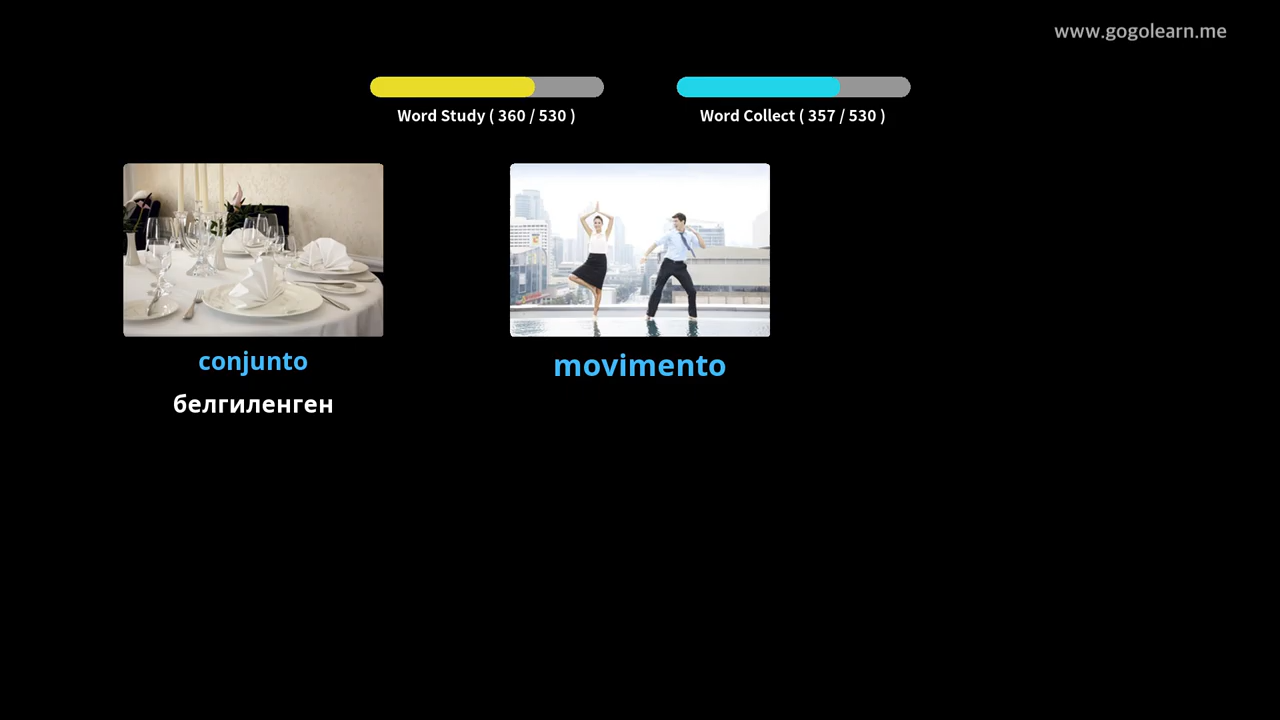 www.gogolearn.me
Word Study ( 360 / 530 )
Word Collect ( 357 / 530 )
conjunto
movimento
белгиленген